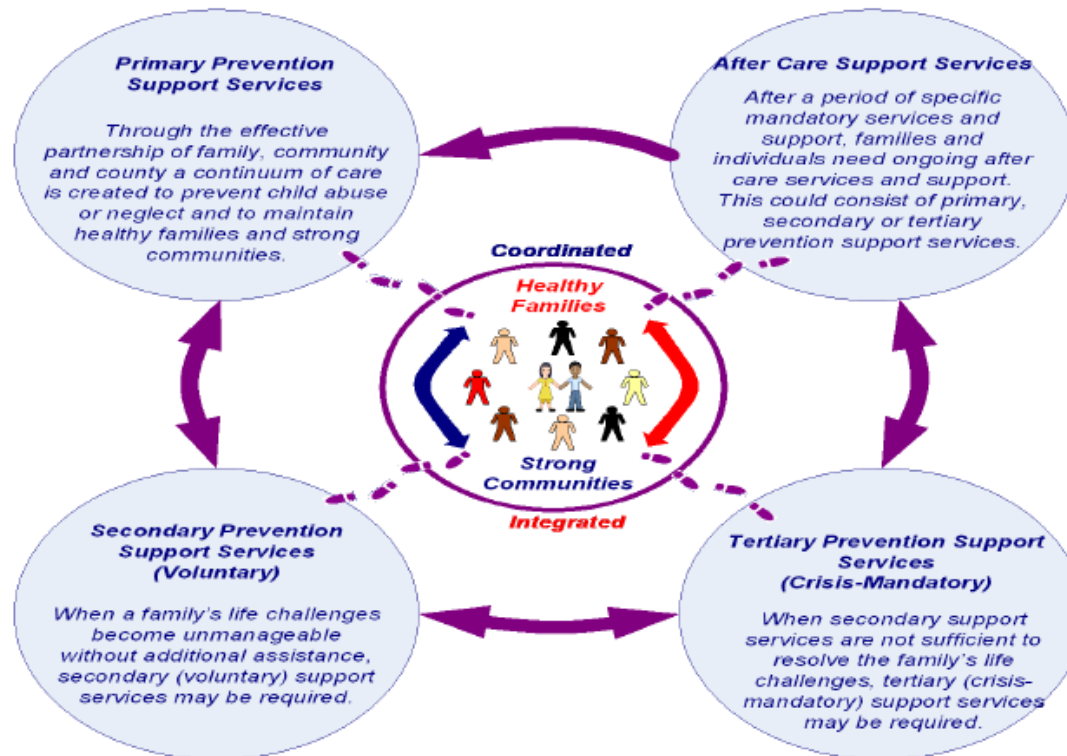 Primary Prevention
Support Services
Through the effective
partnership of family, community
and county a continuum of care
is created to prevent child abuse
or neglect and to maintain
healthy families and strong
communities.
After Care Support Services
After a period of specific
mandatory services and
support, families and
individuals need ongoing after
care services and support.
This could consist of primary,
secondary or tertiary
prevention support services.
Coordinated
Healthy
Families
Strong
Communities
Integrated
Secondary Prevention
Support Services
(Voluntary)
When a family's life challenges
become unmanageable
without additional assistance,
secondary (voluntary) support
services may be required.
Tertiary Prevention Support
Services
(Crisis-Mandatory)
When secondary support
services are not sufficient to
resolve the family's life
challenges, tertiary (crisis-
mandatory) support services
may be required.